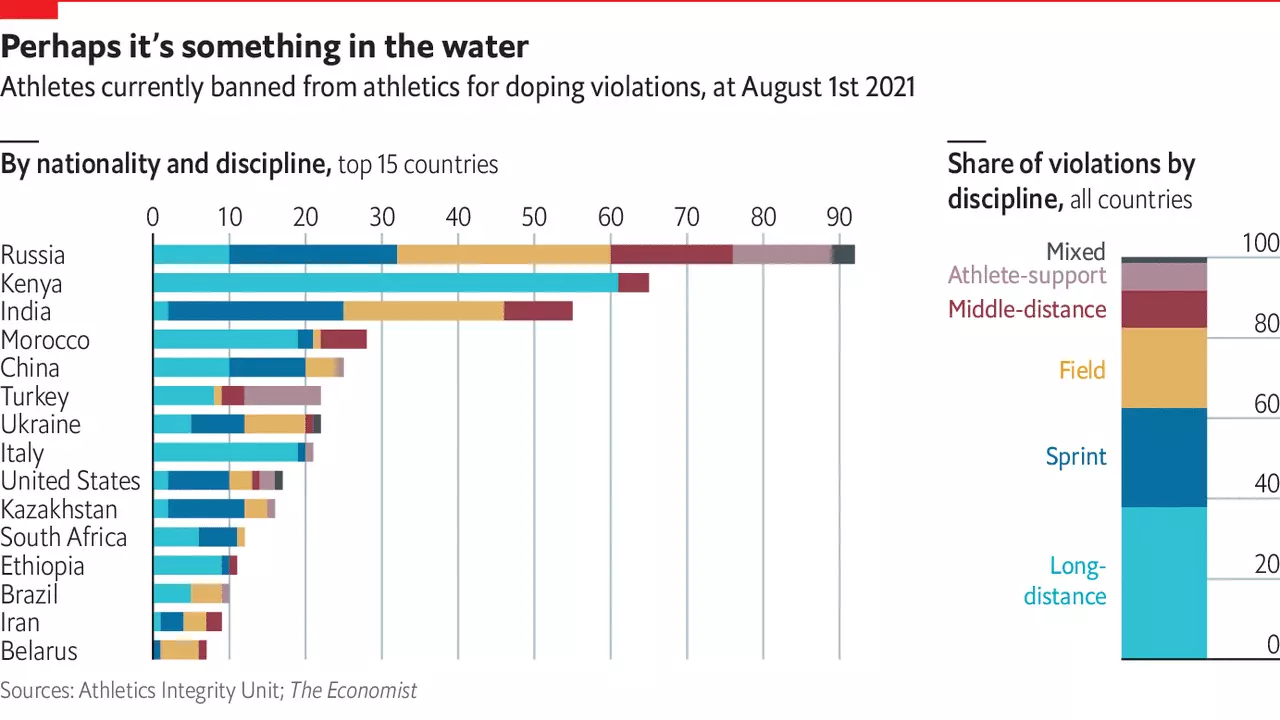 Perhaps it's something in the water
Athletes currently banned from athletics for doping violations, at August 1st 2021
By nationality and discipline, top 15 countries
0 10 20 30 40 50 60 70 80 90
Russia
Kenya
India
Morocco
China
Turkey
Ukraine
Italy
United States
Kazakhstan
South Africa
Ethiopia
Brazil
Iran
Belarus
Share of violations by
discipline, all countries
100
Mixed
Athlete-support
Middle-distance
80
Field
60
Sprint
40
Long-
distance
20
0
Sources: Athletics Integrity Unit; The Economist